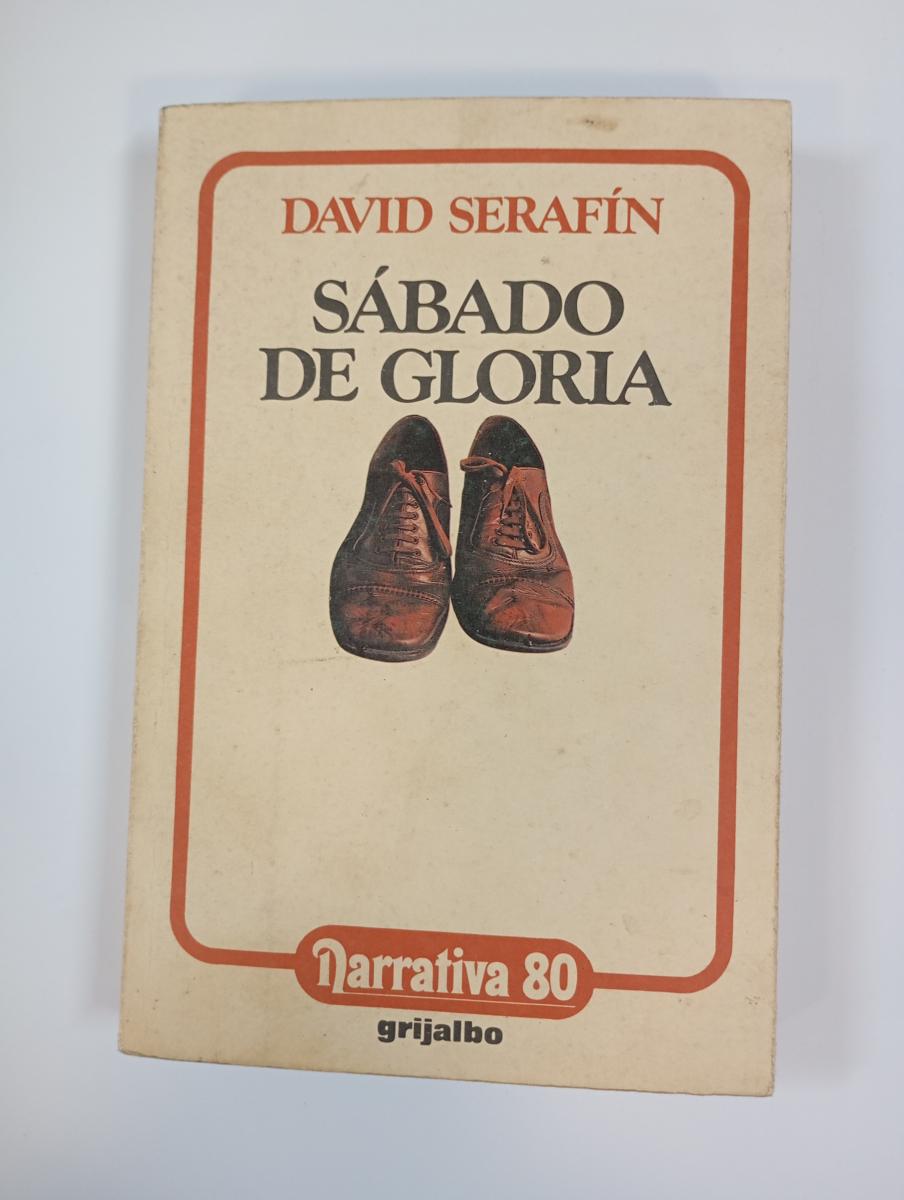 DAVID SERAFÍN
SÁBADO
DE GLORIA
Narrativa 80
grijalbo